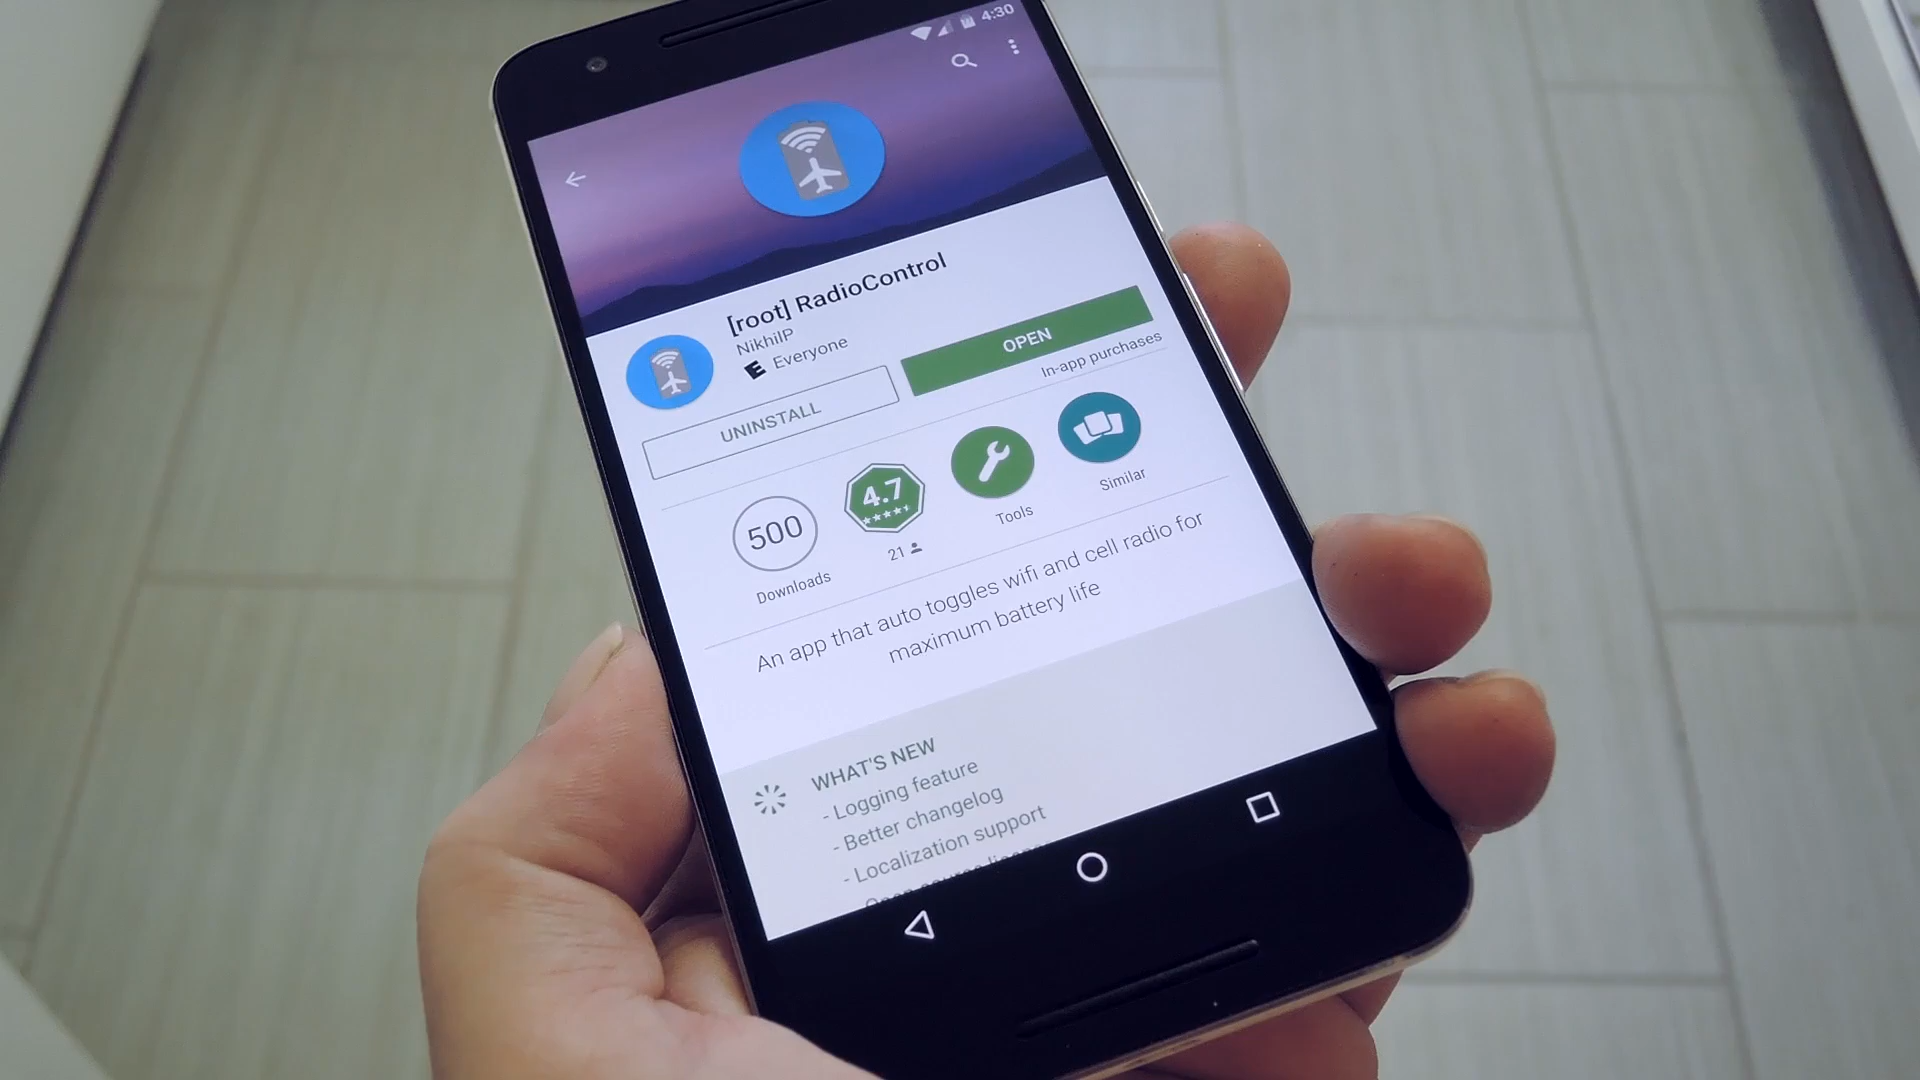 4:30
[root] RadioControl
NikhilP
E Everyone
UNINSTALL
OPEN
In-app purchases
500
Downloads
4.7
21
Tools
Similar
An app that auto toggles wifi and cell radio for
maximum battery life
WHAT'S NEW
- Logging feature
- Better changelog
- Localization support